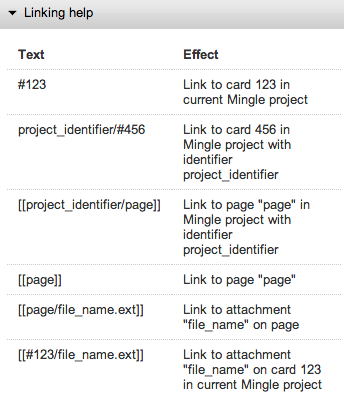 Linking help
Text Effect
#123 Link to card 123 in
current Mingle project
project_identifier/#456 Link to card 456 in
Mingle project with
identifier
project_identifier
[[project_identifier/page]] Link to page "page" in
Mingle project with
identifier
project_identifier
[[page]] Link to page "page"
[[page/file_name.ext]] Link to attachment
"file_name" on page
[[#123/file_name.ext]] Link to attachment
"file_name" on card 123
in current Mingle project